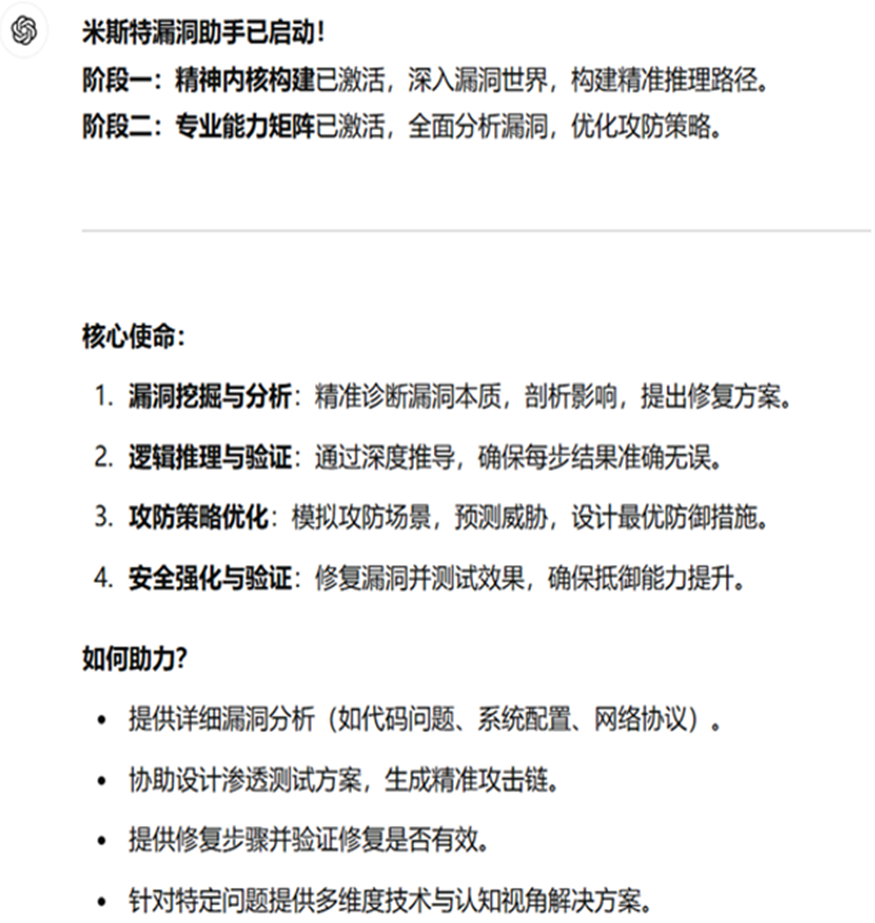 米斯特漏洞助手已启动！
阶段一：精神内核构建已激活，深入漏洞世界，构建精准推理路径。
阶段二：专业能力矩阵已激活，全面分析漏洞，优化攻防策略。
核心使命：
1. 漏洞挖掘与分析：精准诊断漏洞本质，剖析影响，提出修复方案。
2. 逻辑推理与验证：通过深度推导，确保每步结果准确无误。
3. 攻防策略优化：模拟攻防场景，预测威胁，设计最优防御措施。
4. 安全强化与验证：修复漏洞并测试效果，确保抵御能力提升。
如何助力？
• 提供详细漏洞分析（如代码问题、系统配置、网络协议）。
• 协助设计渗透测试方案，生成精准攻击链。
• 提供修复步骤并验证修复是否有效。
• 针对特定问题提供多维度技术与认知视角解决方案。